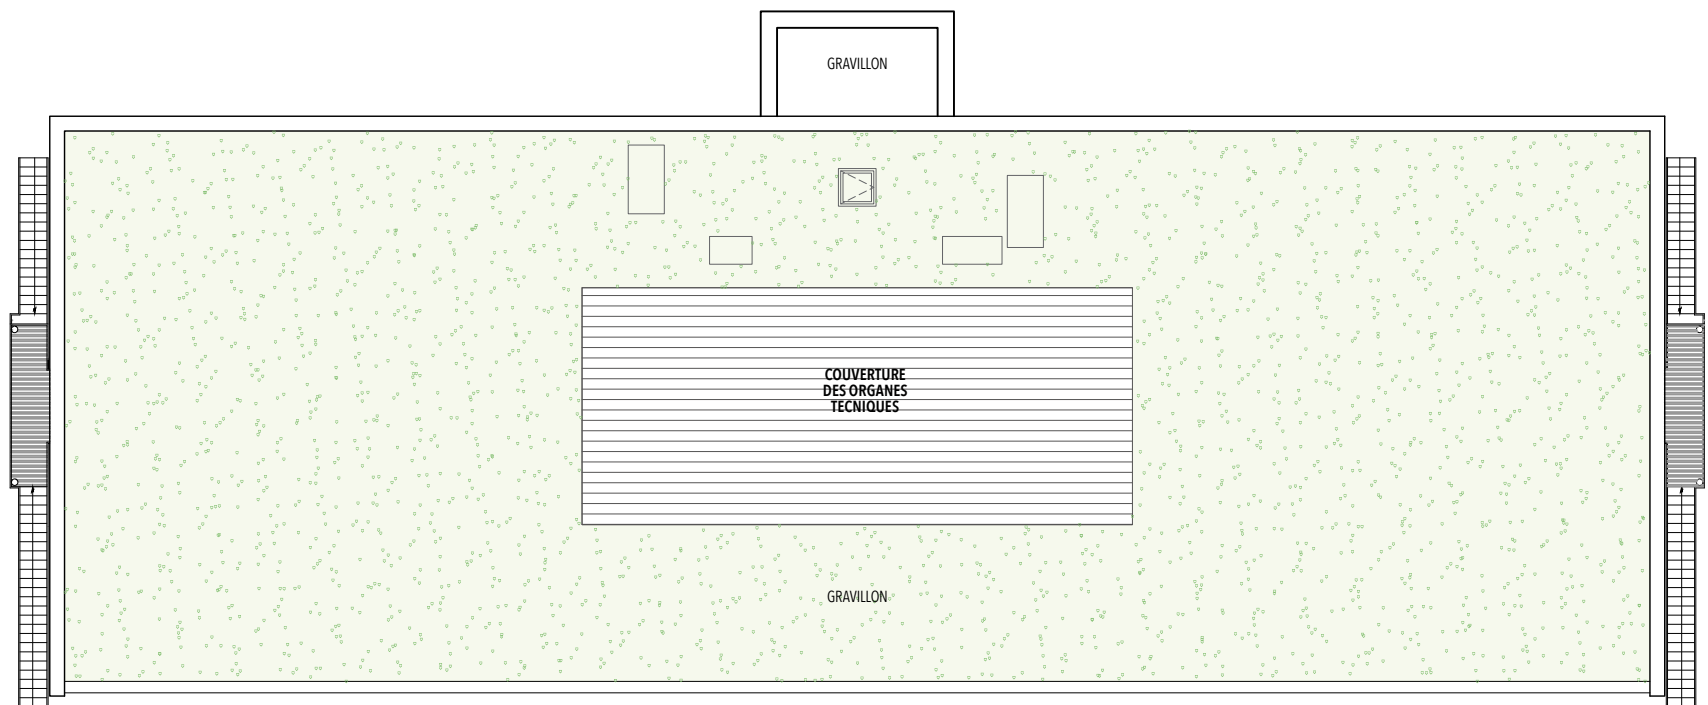 GRAVILLON
COUVERTURE
DES ORGANES
TECNIQUES
GRAVILLON